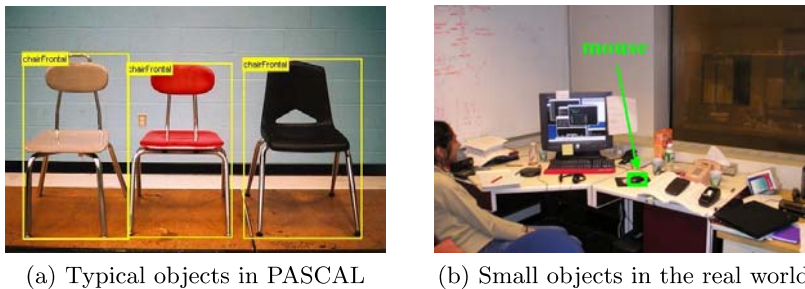 chairFrontal
chairFrontal
chairFrontal
mouse
(a) Typical objects in PASCAL
(b) Small objects in the real world